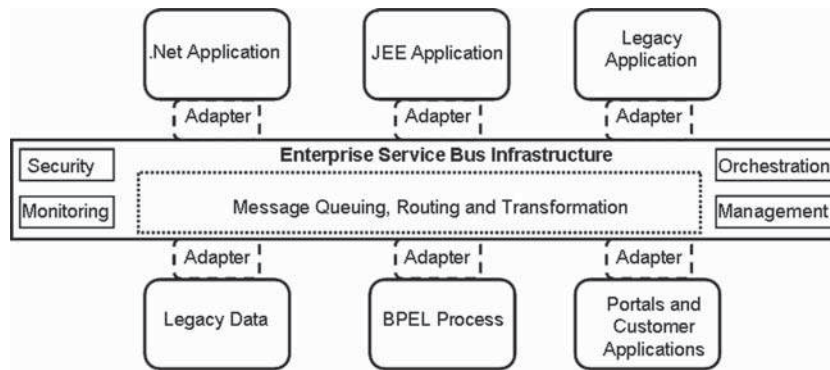 .Net Application
JEE Application
Legacy
Application
Adapter
Adapter
Adapter
Security
Enterprise Service Bus Infrastructure
Orchestration
Monitoring
Message Queuing, Routing and Transformation
Management
Adapter
Adapter
Adapter
Legacy Data
BPEL Process
Portals and
Customer
Applications